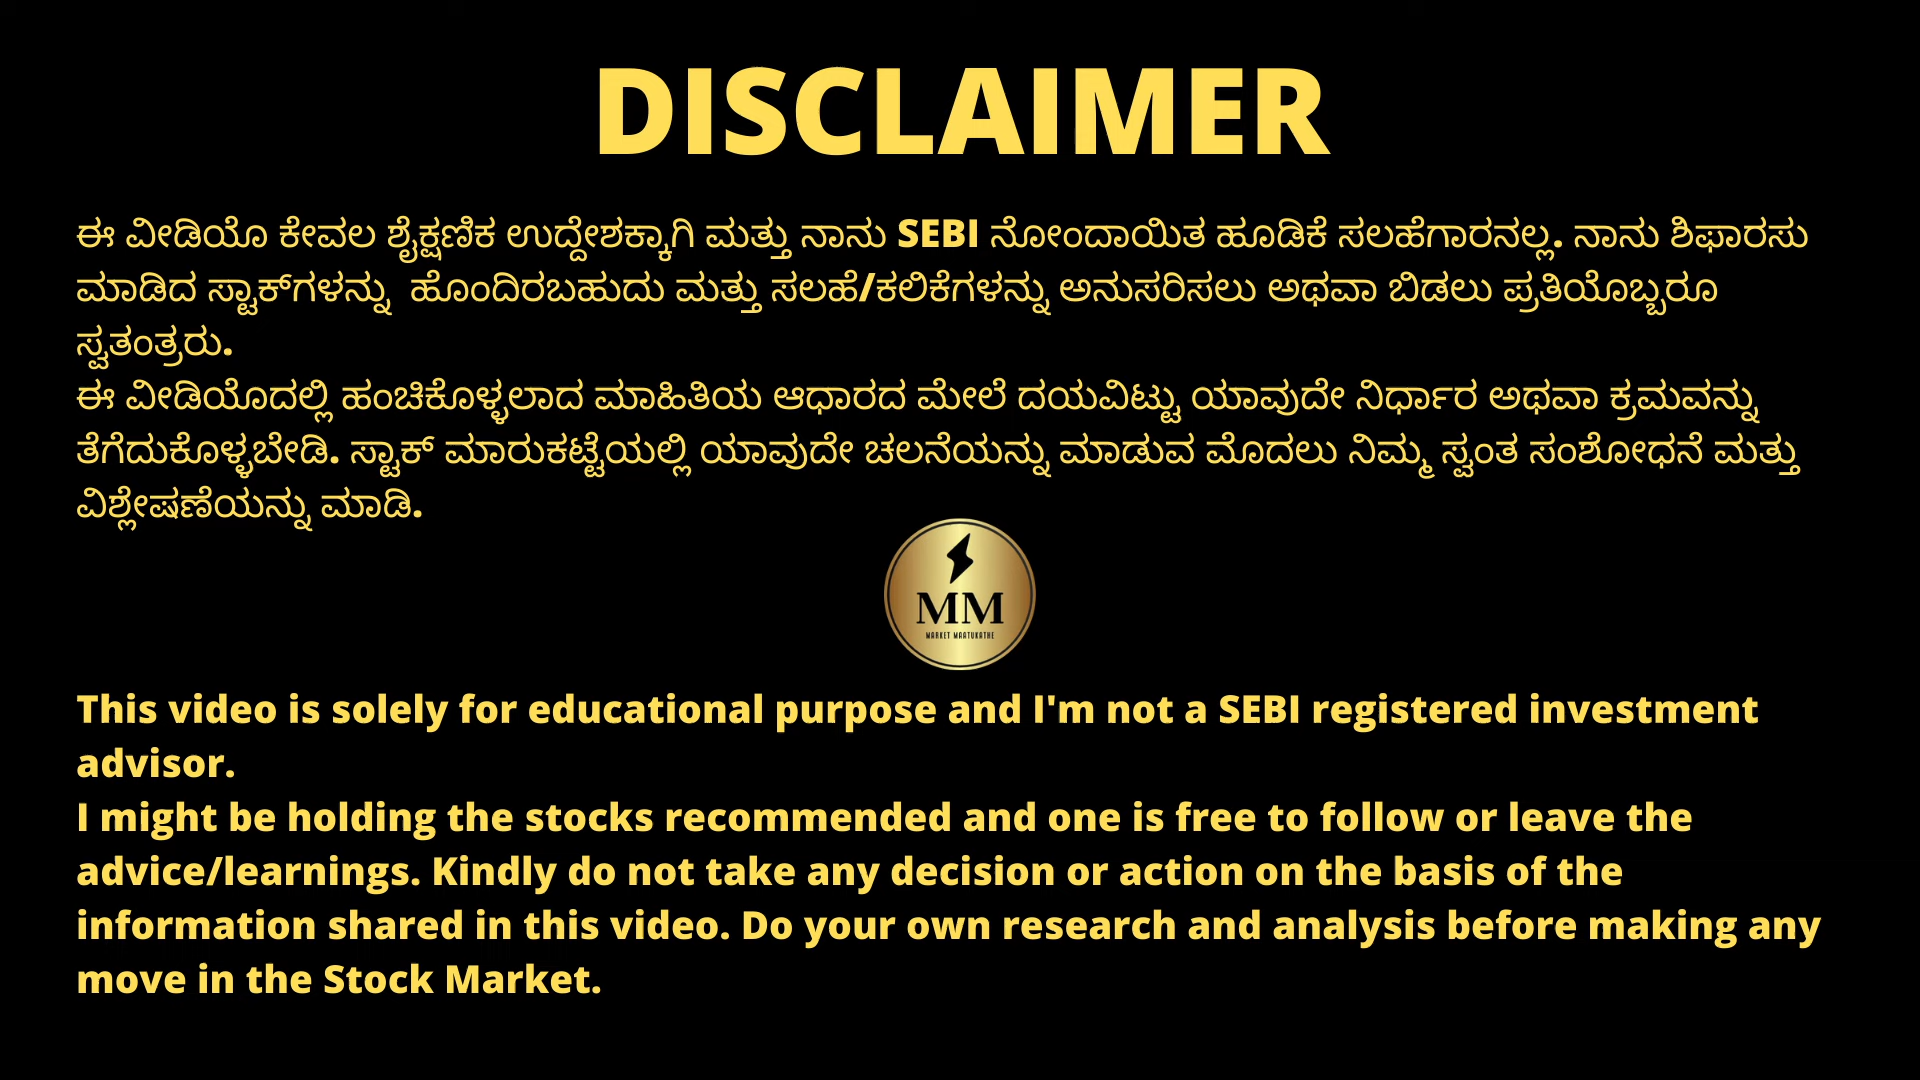 DISCLAIMER
ಈ ವೀಡಿಯೊ ಕೇವಲ ಶೈಕ್ಷಣಿಕ ಉದ್ದೇಶಕ್ಕಾಗಿ ಮತ್ತು ನಾನು SEBI ನೋಂದಾಯಿತ ಹೂಡಿಕೆ ಸಲಹೆಗಾರನಲ್ಲ. ನಾನು ಶಿಫಾರಸು
ಮಾಡಿದ ಸ್ಟಾಕ್‌ಗಳನ್ನು ಹೊಂದಿರಬಹುದು ಮತ್ತು ಸಲಹೆ/ಕಲಿಕೆಗಳನ್ನು ಅನುಸರಿಸಲು ಅಥವಾ ಬಿಡಲು ಪ್ರತಿಯೊಬ್ಬರೂ
ಸ್ವತಂತ್ರರು.
ಈ ವೀಡಿಯೊದಲ್ಲಿ ಹಂಚಿಕೊಳ್ಳಲಾದ ಮಾಹಿತಿಯ ಆಧಾರದ ಮೇಲೆ ದಯವಿಟ್ಟು ಯಾವುದೇ ನಿರ್ಧಾರ ಅಥವಾ ಕ್ರಮವನ್ನು
ತೆಗೆದುಕೊಳ್ಳಬೇಡಿ. ಸ್ಟಾಕ್ ಮಾರುಕಟ್ಟೆಯಲ್ಲಿ ಯಾವುದೇ ಚಲನೆಯನ್ನು ಮಾಡುವ ಮೊದಲು ನಿಮ್ಮ ಸ್ವಂತ ಸಂಶೋಧನೆ ಮತ್ತು
ವಿಶ್ಲೇಷಣೆಯನ್ನು ಮಾಡಿ.
MM
MARKET MAATUKATHE
This video is solely for educational purpose and I'm not a SEBI registered investment
advisor.
I might be holding the stocks recommended and one is free to follow or leave the
advice/learnings. Kindly do not take any decision or action on the basis of the
information shared in this video. Do your own research and analysis before making any
move in the Stock Market.